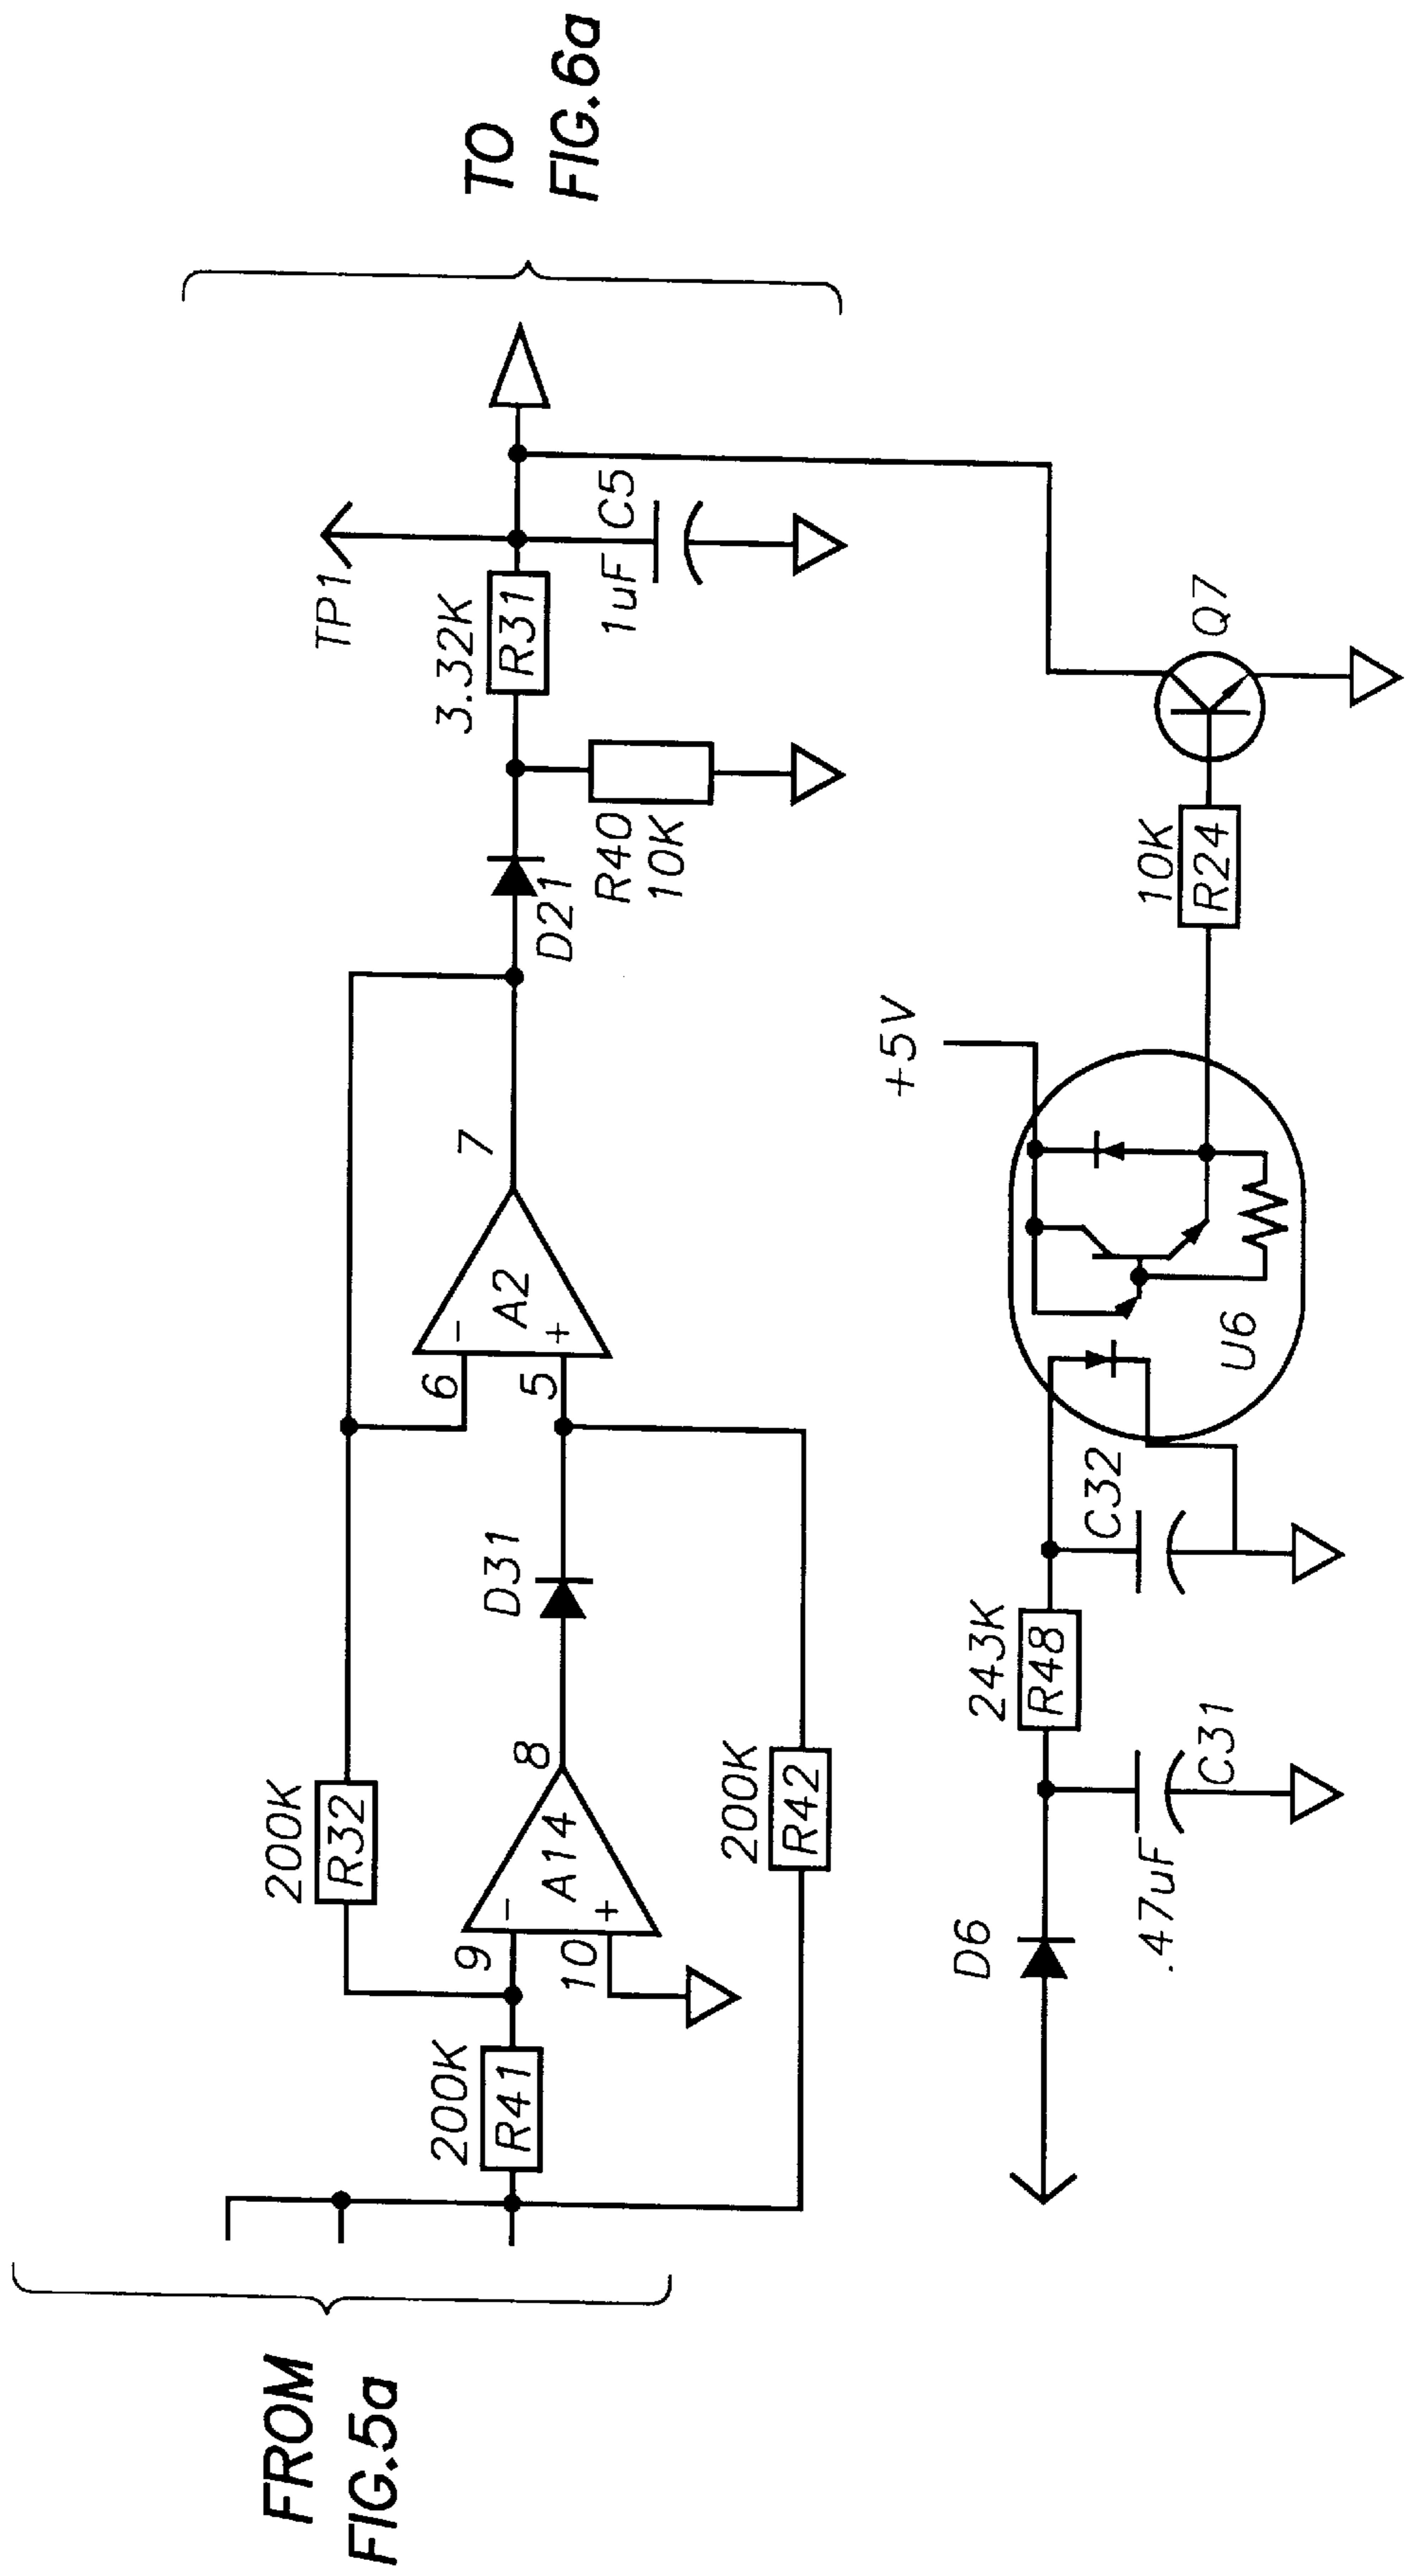 FROM
FIG.5a
200K
R41
9
10
-
+
A14
8
200K
R32
D31
200K
R42
6
5
-
+
A2
7
D21
R40
10K
3.32K
R31
TP1
1uF
C5
TO
FIG.6a
D6
.47uF
C31
243K
R48
C32
U6
+5V
10K
R24
Q7